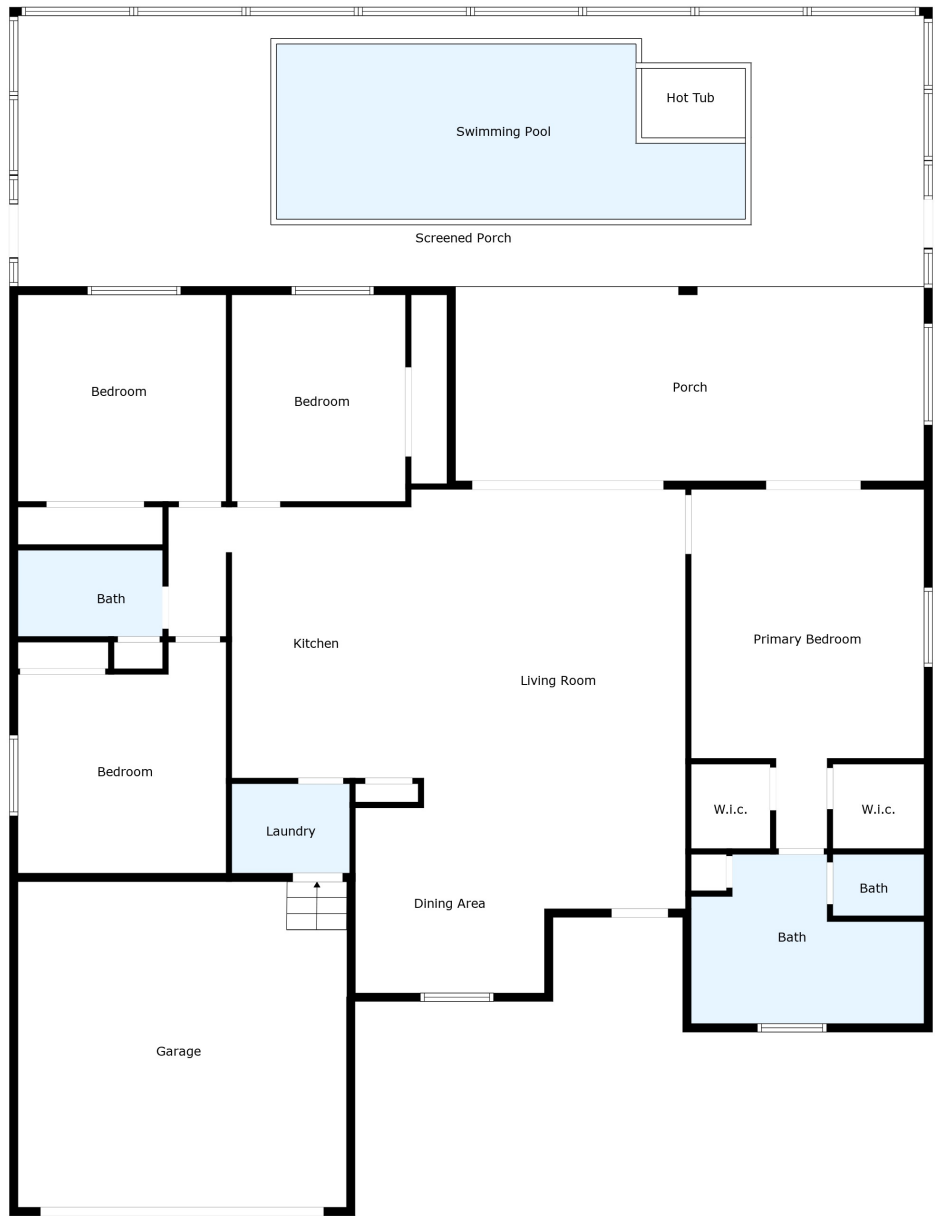 Hot Tub
Swimming Pool
Screened Porch
Bedroom
Bedroom
Porch
Bath
Kitchen
Primary Bedroom
Living Room
Bedroom
W.i.c.
W.i.c.
Laundry
Bath
Dining Area
Bath
Garage